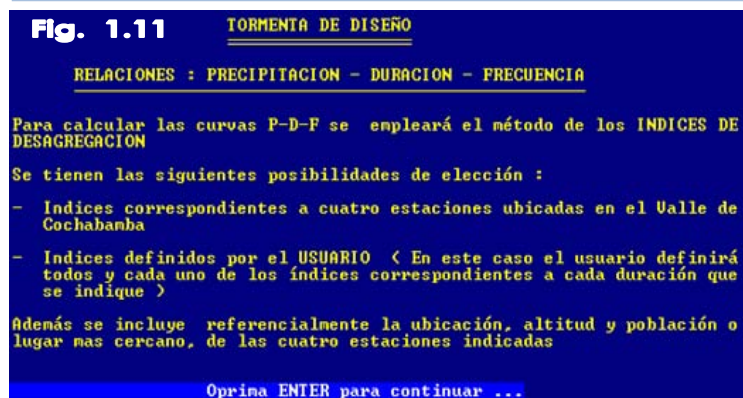 Fig. 1.11
TORMENTA DE DISEÑO
RELACIONES : PRECIPITACION - DURACION - FRECUENCIA
Para calcular las curvas P-D-F se empleará el método de los INDICES DE
DESAGREGACION
Se tienen las siguientes posibilidades de elección :
- Indices correspondientes a cuatro estaciones ubicadas en el Valle de
Cochabamba
- Indices definidos por el USUARIO ( En este caso el usuario definirá
todos y cada uno de los índices correspondientes a cada duración que
se indique )
Además se incluye referencialmente la ubicación, altitud y población o
lugar mas cercano, de las cuatro estaciones indicadas
Oprima ENTER para continuar ...